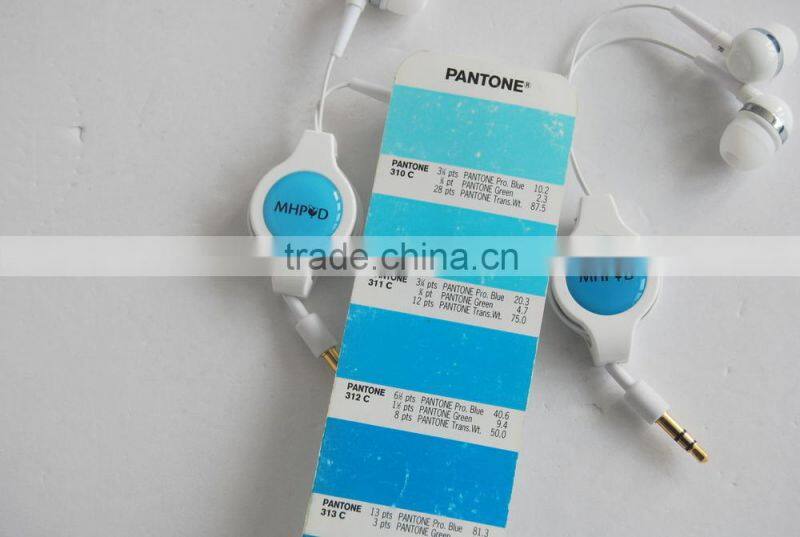 PANTONE®
PANTONE 3¼ pts PANTONE Pro. Blue 10.2
310 C ¾ pt PANTONE Green 2.3
28 pts PANTONE Trans.Wt. 87.5
MHPOD
trade.china.cn
MHPOD
PANTONE 3¼ pts PANTONE Pro. Blue 20.3
311 C ¾ pt PANTONE Green 4.7
12 pts PANTONE Trans.Wt. 75.0
PANTONE 6½ pts PANTONE Pro. Blue 40.6
312 C 1½ pts PANTONE Green 9.4
8 pts PANTONE Trans.Wt. 50.0
PANTONE 13 pts PANTONE Pro. Blue 81.3
313 C 3 pts PANTONE Green